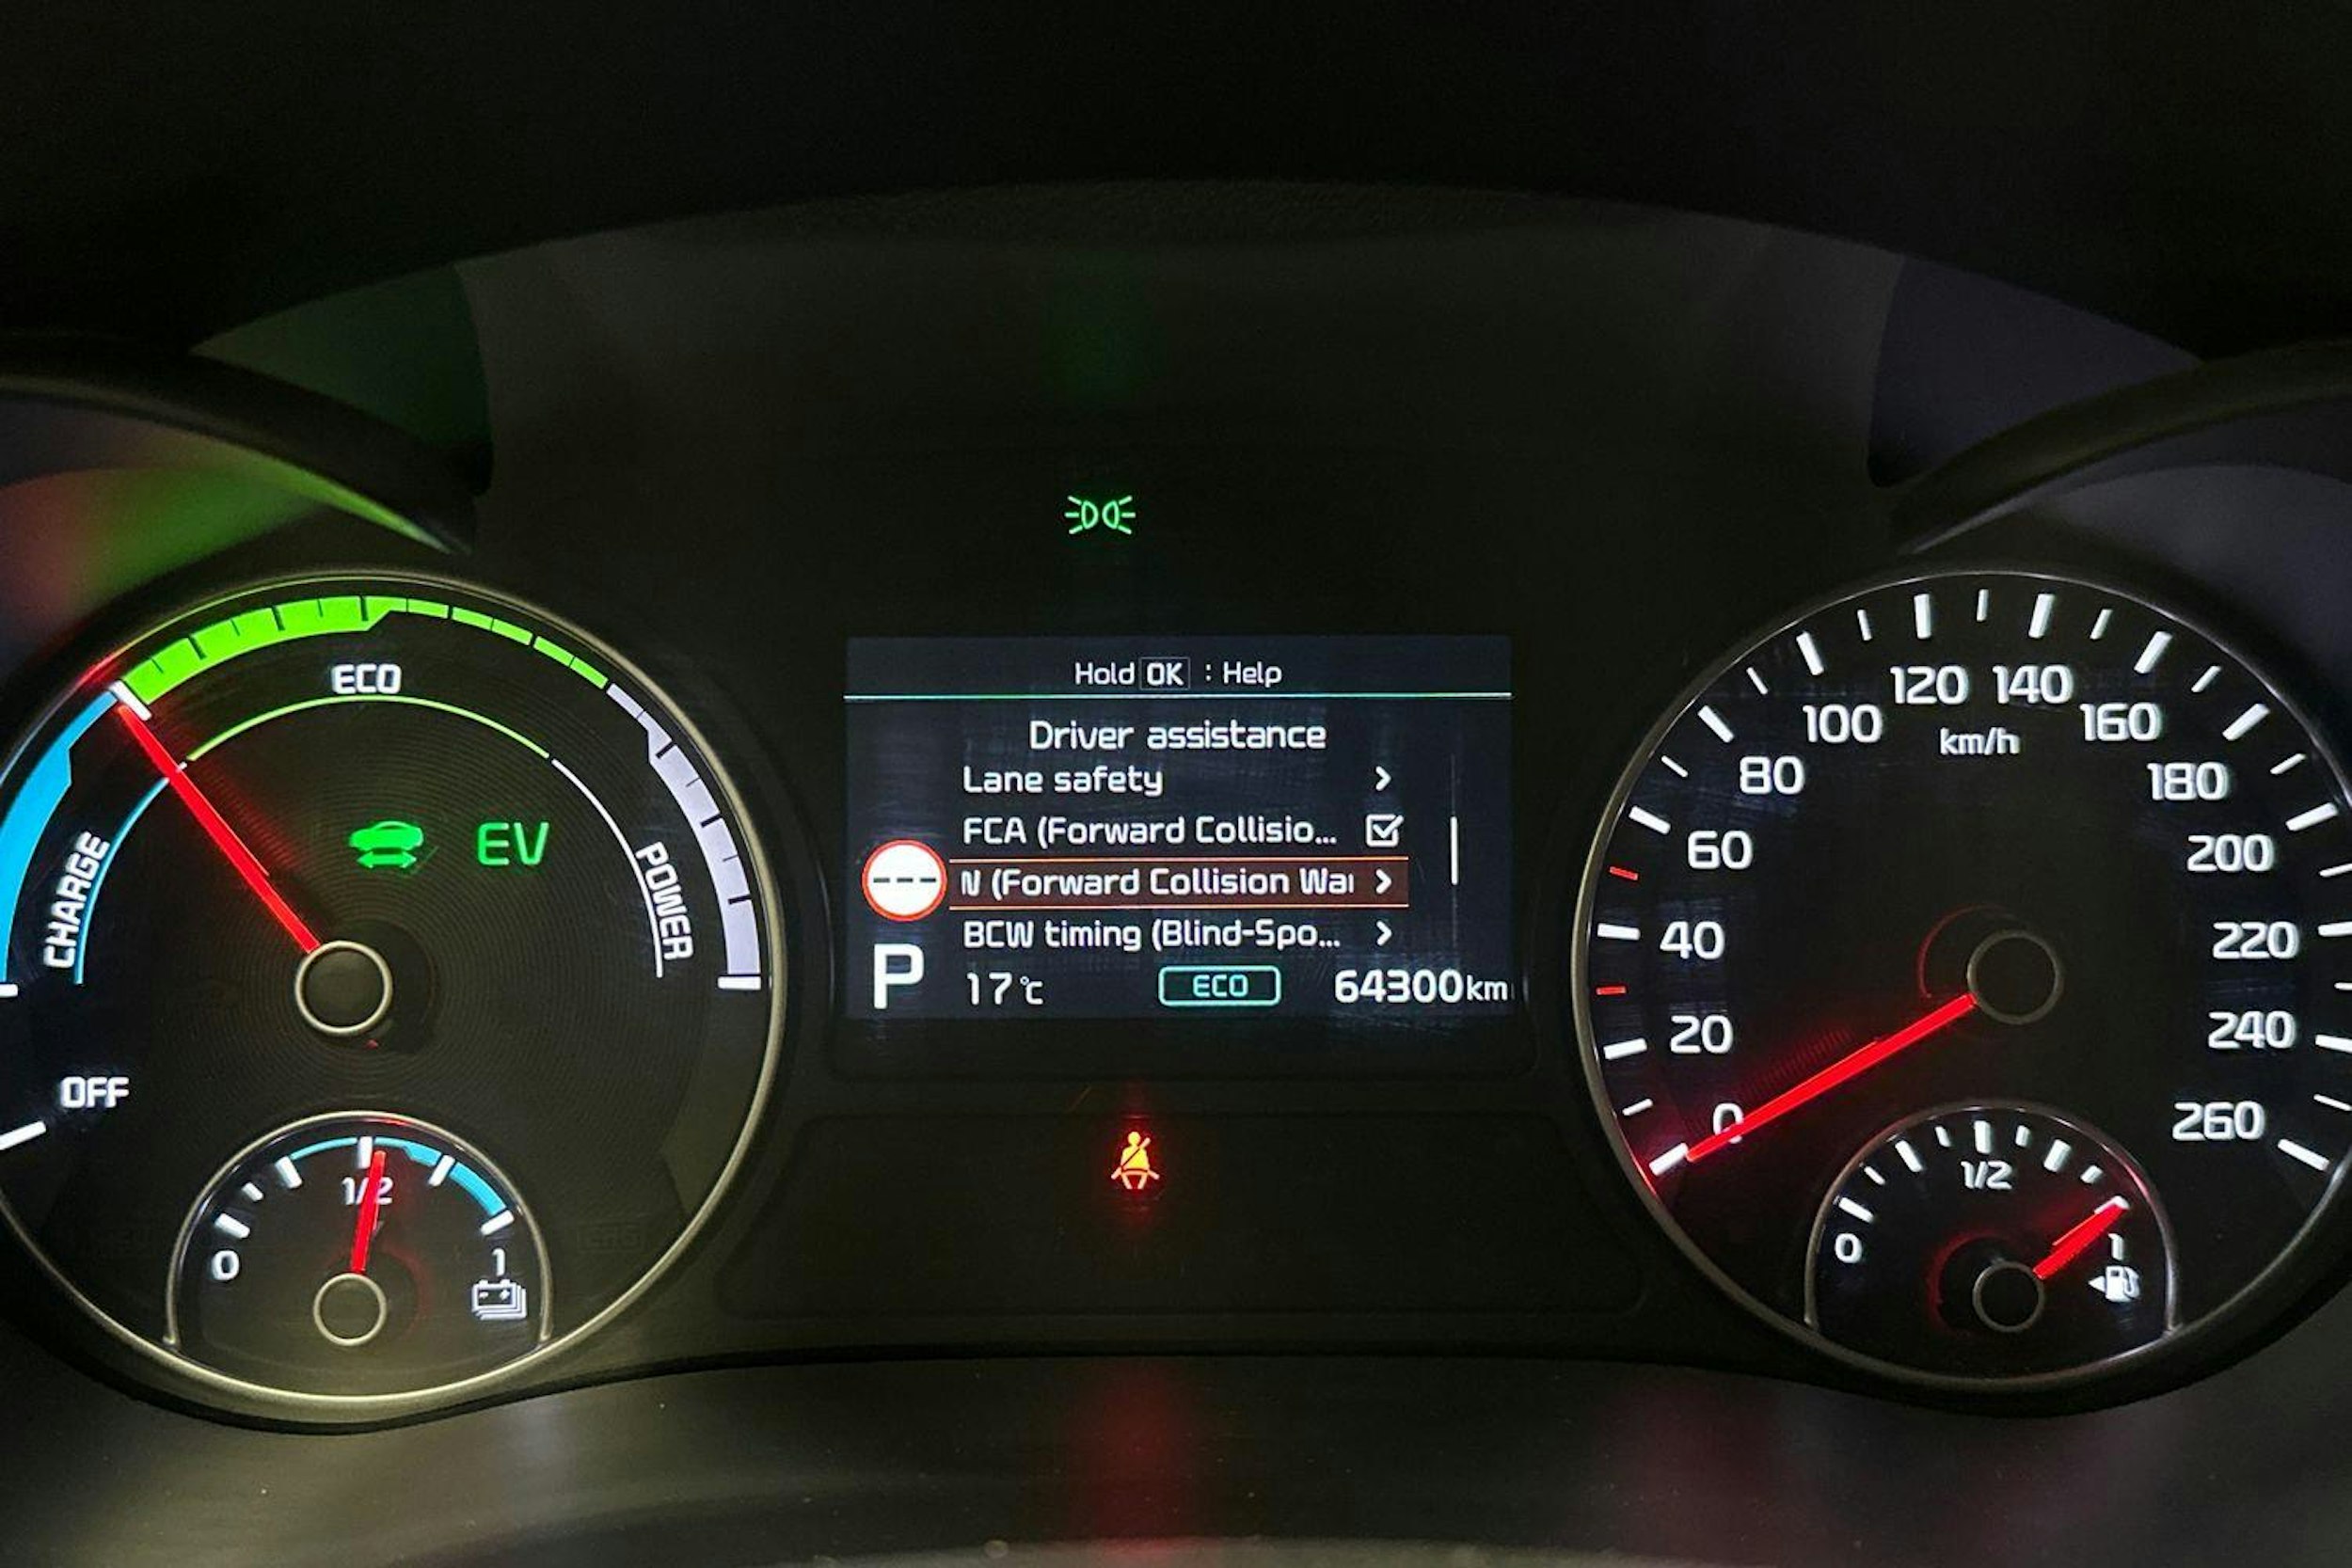 Hold OK : Help
Driver assistance
Lane safety
FCA (Forward Collisio...
N (Forward Collision Wa
BCW timing (Blind-Spo...
---
P
17°C
ECO
64300km
CHARGE
ECO
POWER
EV
OFF
0
1/2
1
0
20
40
60
80
100
120
140
160
180
200
220
240
260
km/h
0
1/2
1